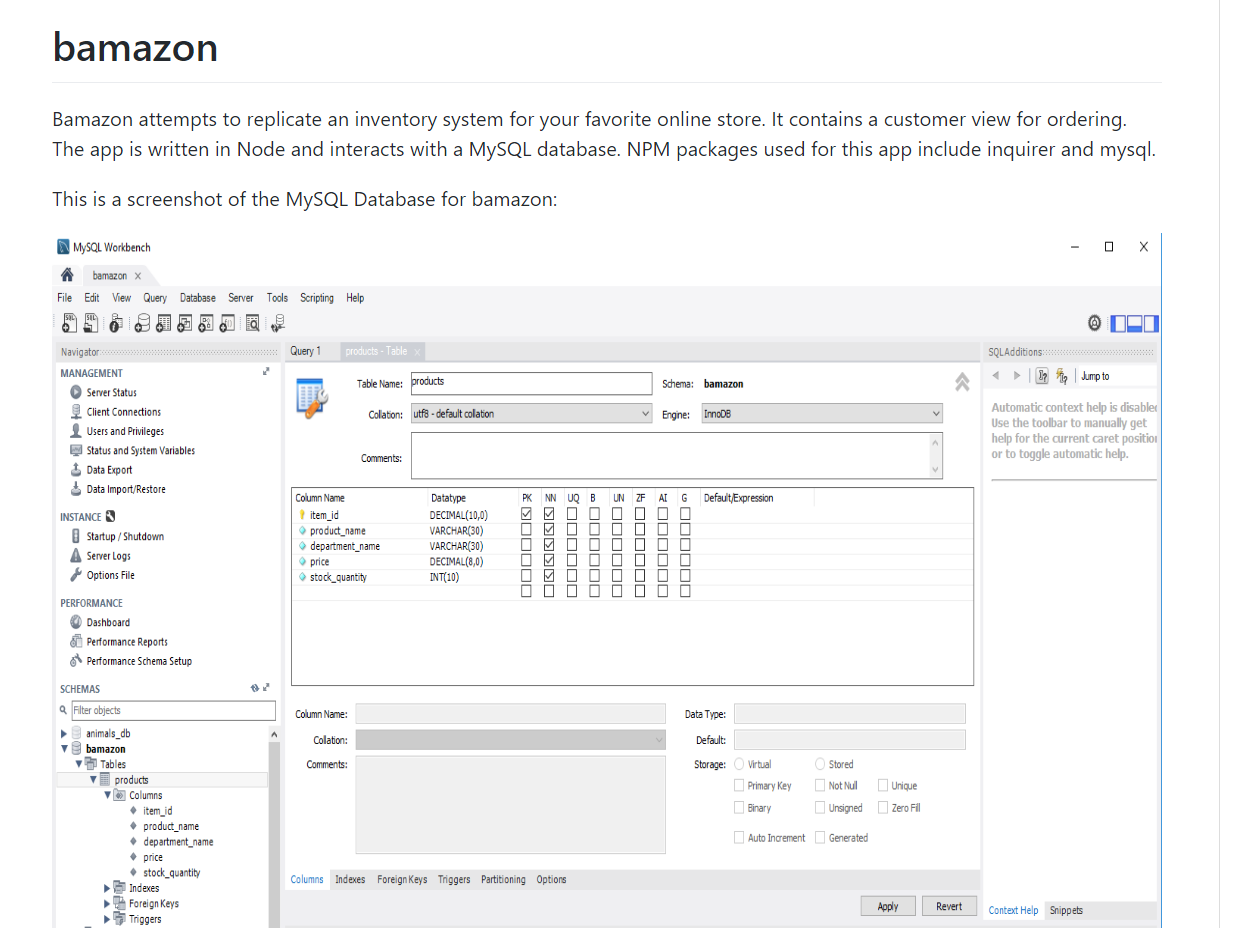 bamazon
Bamazon attempts to replicate an inventory system for your favorite online store. It contains a customer view for ordering.
The app is written in Node and interacts with a MySQL database. NPM packages used for this app include inquirer and mysql.
This is a screenshot of the MySQL Database for bamazon:
MySQL Workbench
bamazon
File Edit View Query Database Server Tools Scripting Help
Navigator
MANAGEMENT
Server Status
Client Connections
Users and Privileges
Status and System Variables
Data Export
Data Import/Restore
INSTANCE
Startup / Shutdown
Server Logs
Options File
PERFORMANCE
Dashboard
Performance Reports
Performance Schema Setup
SCHEMAS
Filter objects
animals_db
bamazon
Tables
products
Columns
item_id
product_name
department_name
price
stock_quantity
Indexes
Foreign Keys
Triggers
Query 1 products - Table
Table Name: products Schema: bamazon
Collation: utf8 - default collation Engine: InnoDB
Comments:
Column Name Datatype PK NN UQ B UN ZF AI G Default/Expression
item_id DECIMAL(10,0)
product_name VARCHAR(30)
department_name VARCHAR(30)
price DECIMAL(8,0)
stock_quantity INT(10)
Column Name: Data Type:
Collation: Default:
Comments: Storage: Virtual Stored
Primary Key Not Null Unique
Binary Unsigned Zero Fill
Auto Increment Generated
Columns Indexes Foreign Keys Triggers Partitioning Options
Apply Revert
SQLAdditions
Jump to
Automatic context help is disabled
Use the toolbar to manually get
help for the current caret position
or to toggle automatic help.
Context Help Snippets